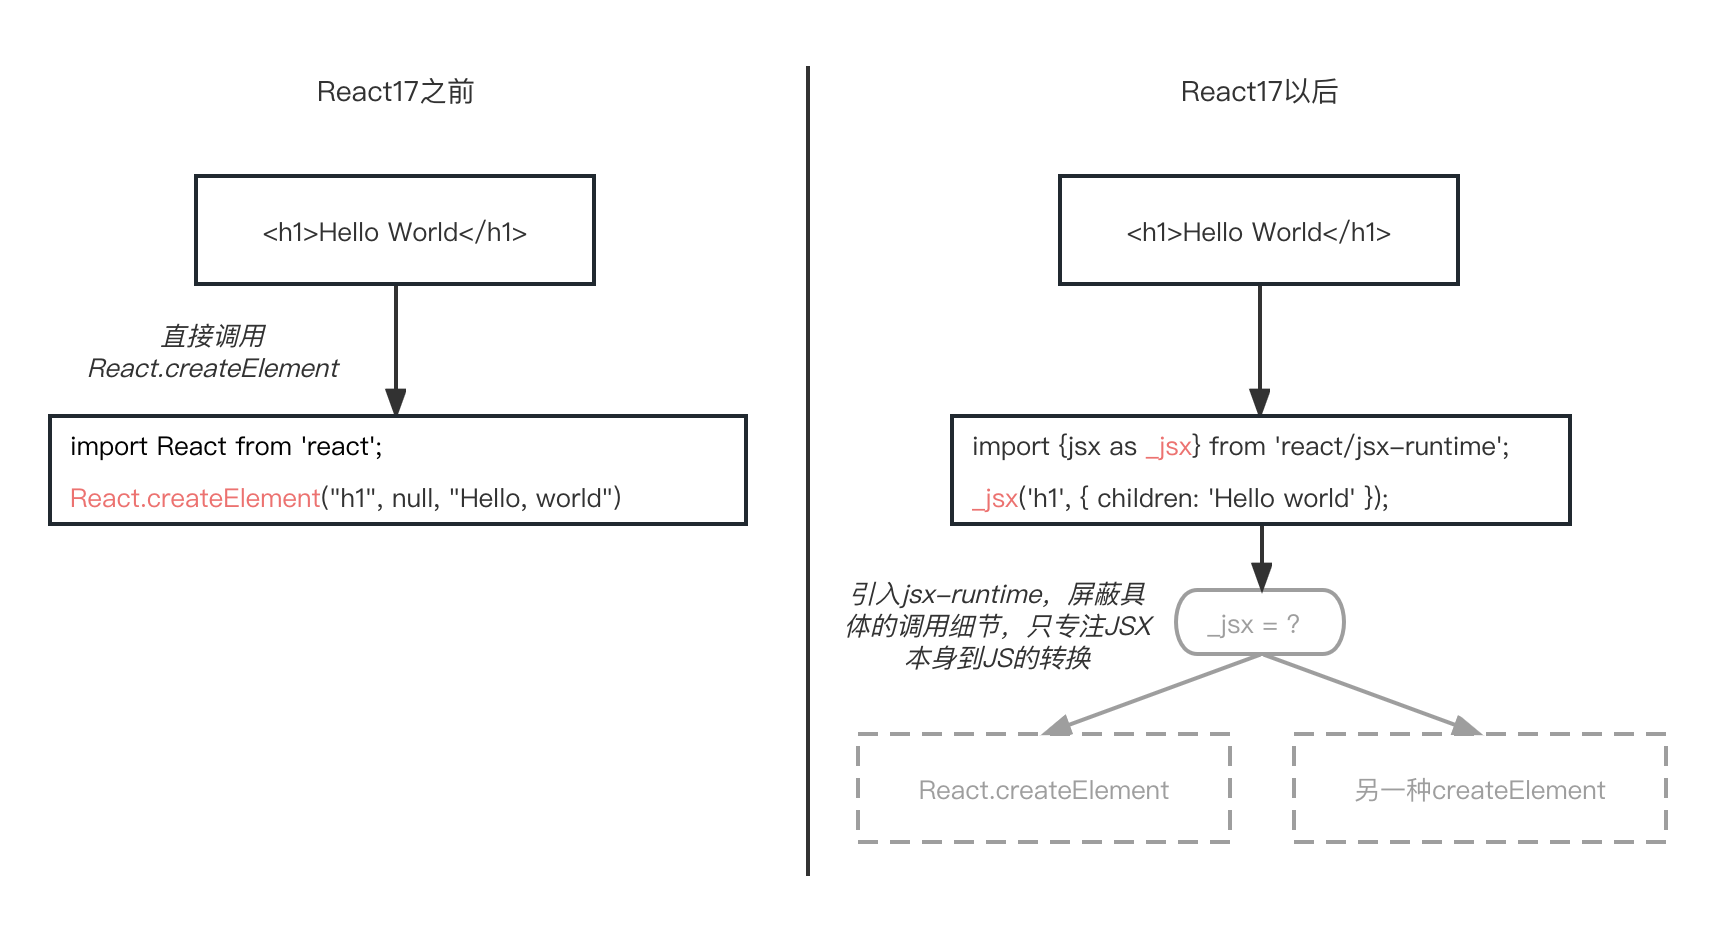 React17之前
<h1>Hello World</h1>
直接调用
React.createElement
import React from 'react';
React.createElement("h1", null, "Hello, world")
React17以后
<h1>Hello World</h1>
import {jsx as _jsx} from 'react/jsx-runtime';
_jsx('h1', { children: 'Hello world' });
引入jsx-runtime，屏蔽具
体的调用细节，只专注JSX
本身到JS的转换
_jsx = ?
React.createElement
另一种createElement